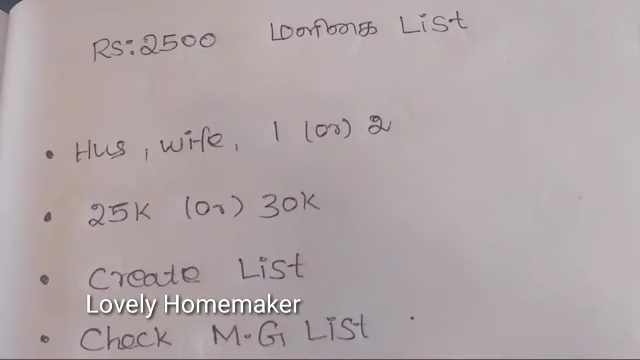 RS:2500 மளிகை List
• Hus, wife, 1 (or) 2
• 25K (or) 30K
• Create List
Lovely Homemaker
• Check M.G List